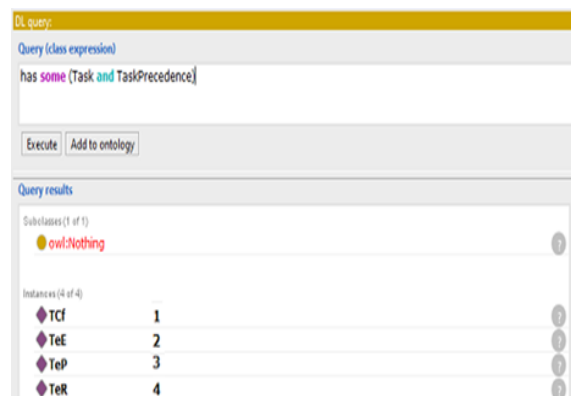 DL query:
Query (class expression)
has some (Task and TaskPrecedence)
Execute Add to ontology
Query results
Subclasses (1 of 1)
owl:Nothing ?
Instances (4 of 4)
TCf 1 ?
TeE 2 ?
TeP 3 ?
TeR 4 ?